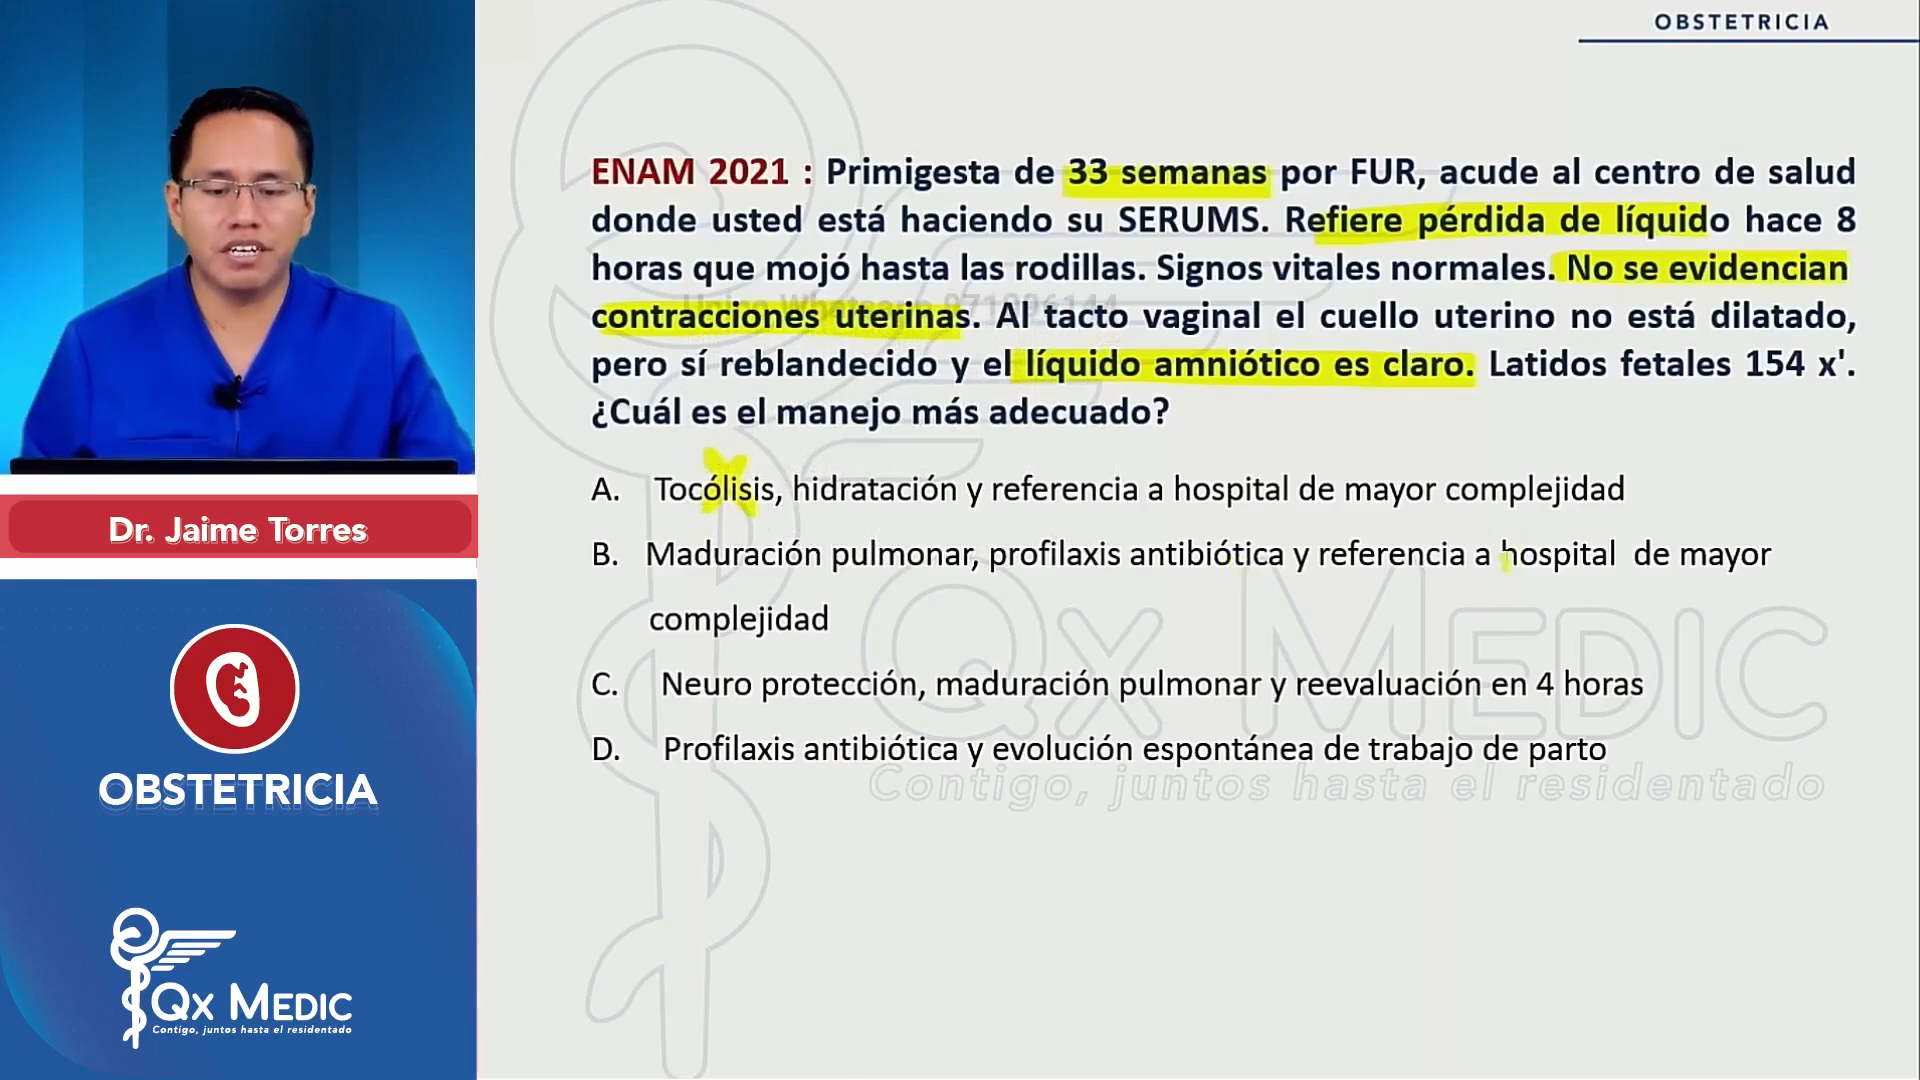 OBSTETRICIA
ENAM 2021 : Primigesta de 33 semanas por FUR, acude al centro de salud
donde usted está haciendo su SERUMS. Refiere pérdida de líquido hace 8
horas que mojó hasta las rodillas. Signos vitales normales. No se evidencian
contracciones uterinas. Al tacto vaginal el cuello uterino no está dilatado,
pero sí reblandecido y el líquido amniótico es claro. Latidos fetales 154 x'.
¿Cuál es el manejo más adecuado?
A. Tocólisis, hidratación y referencia a hospital de mayor complejidad
B. Maduración pulmonar, profilaxis antibiótica y referencia a hospital de mayor
complejidad
C. Neuro protección, maduración pulmonar y reevaluación en 4 horas
D. Profilaxis antibiótica y evolución espontánea de trabajo de parto
QX MEDIC
Contigo, juntos hasta el residentado
Dr. Jaime Torres
OBSTETRICIA
QX MEDIC
Contigo, juntos hasta el residentado